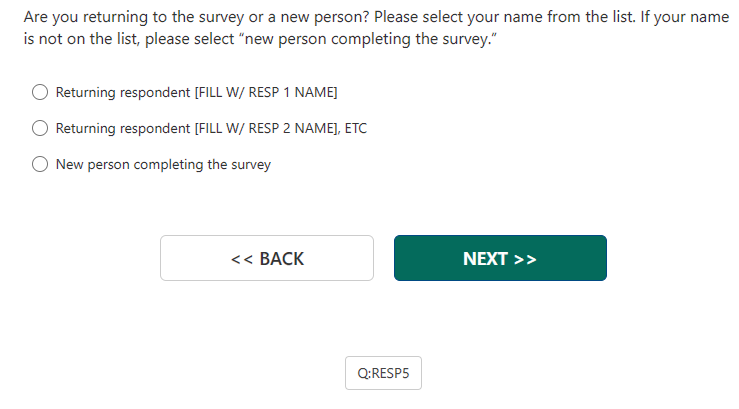 Are you returning to the survey or a new person? Please select your name from the list. If your name
is not on the list, please select “new person completing the survey.”
Returning respondent [FILL W/ RESP 1 NAME]
Returning respondent [FILL W/ RESP 2 NAME], ETC
New person completing the survey
<< BACK
NEXT >>
Q:RESP5